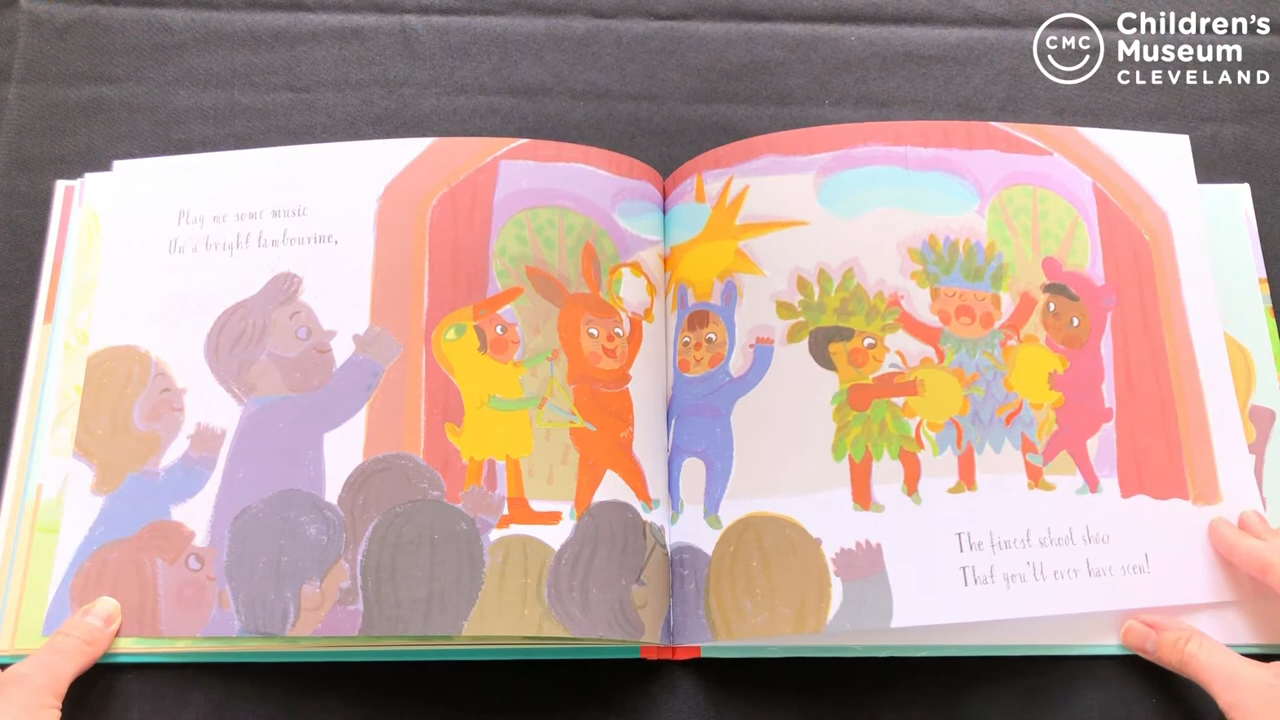 CMC
Children's
Museum
CLEVELAND
Play me some music
On a bright tambourine,
The finest school show
That you'll ever have seen!